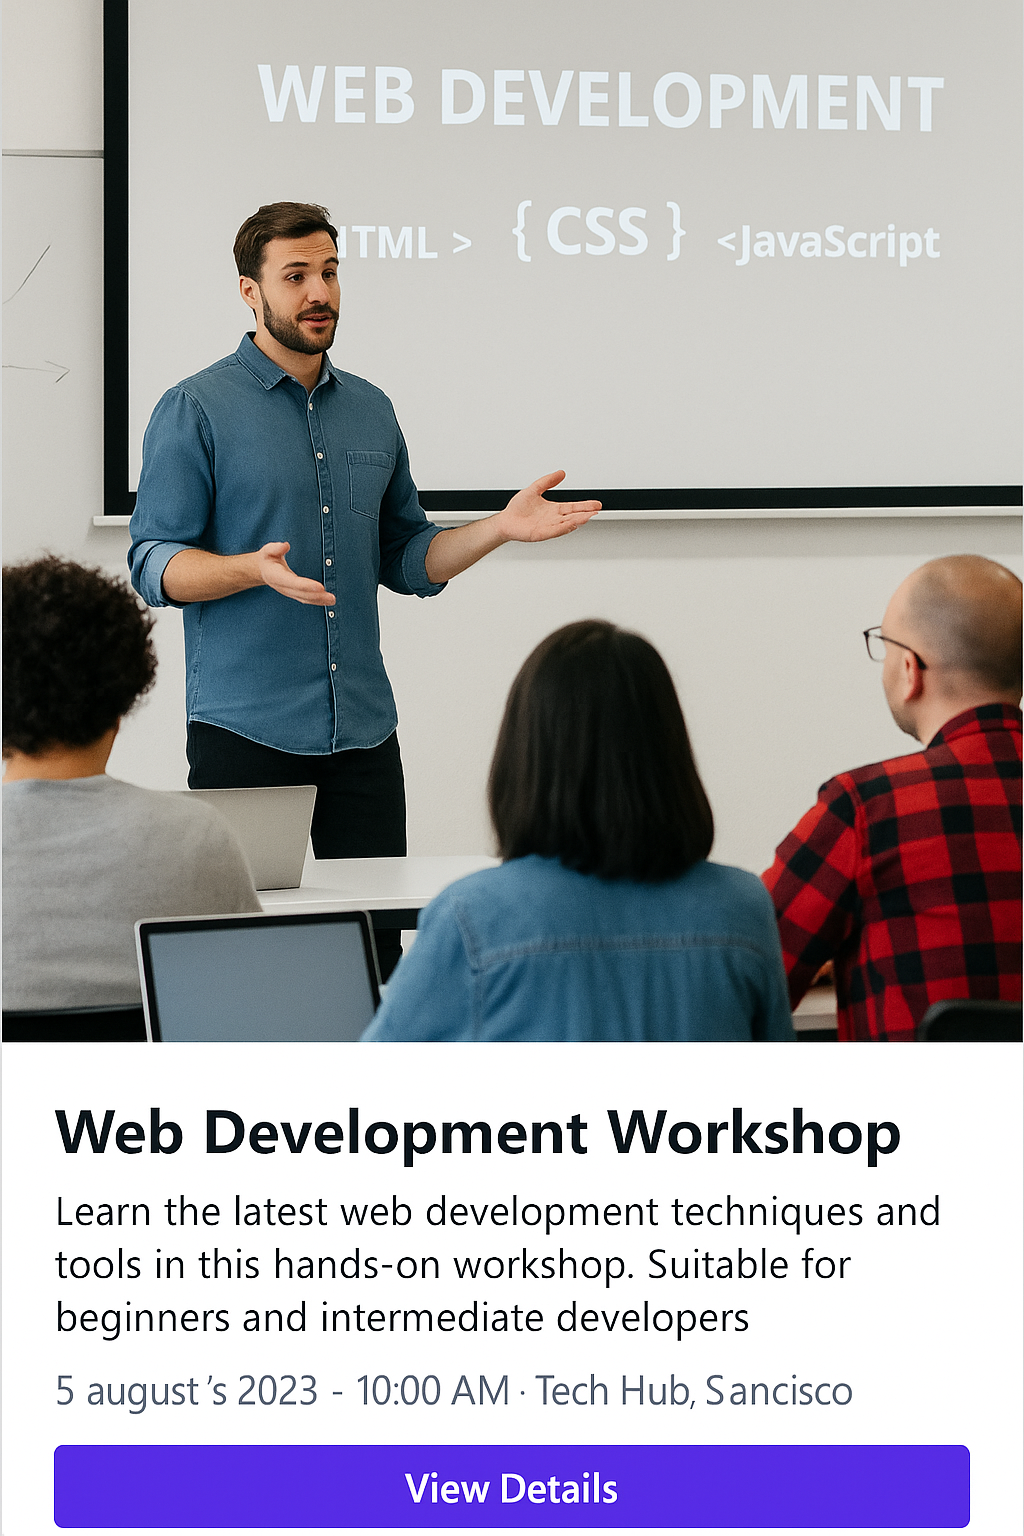 WEB DEVELOPMENT
HTML > { CSS } <JavaScript
Web Development Workshop
Learn the latest web development techniques and
tools in this hands-on workshop. Suitable for
beginners and intermediate developers
5 august's 2023 - 10:00 AM · Tech Hub, Sancisco
View Details